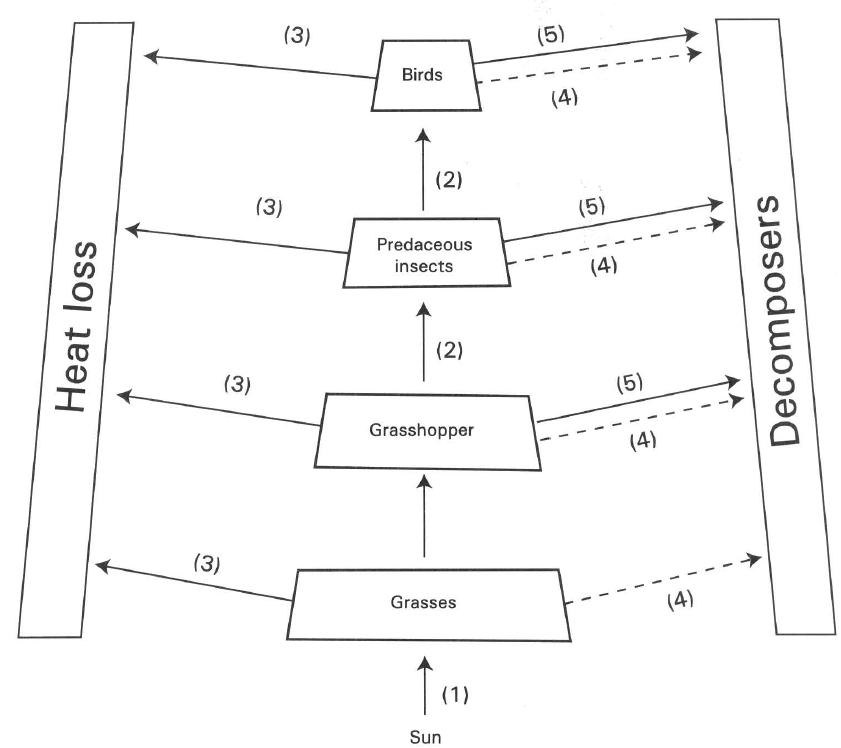 (3)
(5)
Birds
(4)
(2)
(3)
(5)
Predaceous
insects
(4)
Heat loss
Decomposers
(2)
(3)
(5)
Grasshopper
(4)
(3)
Grasses
(4)
(1)
Sun